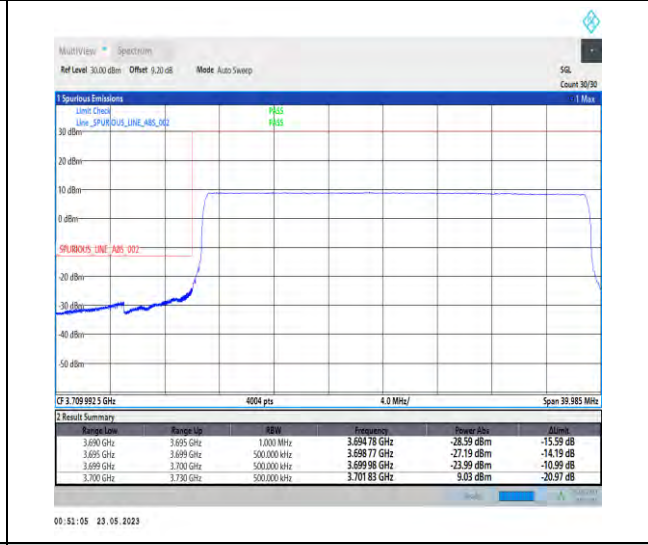 MultiView Spectrum
Ref Level 30.00 dBm Offset 9.20 dB Mode Auto Sweep SGL
Count 30/30
1 Spurious Emissions 1 Max
Limit Check PASS
Line _SPURIOUS_LINE_ABS_002 PASS
30 dBm
20 dBm
10 dBm
0 dBm
_SPURIOUS_LINE_ABS_002
-20 dBm
-30 dBm
-40 dBm
-50 dBm
CF 3.709 992 5 GHz 4004 pts 4.0 MHz/ Span 39.985 MHz
2 Result Summary
Range Low Range Up RBW Frequency Power Abs ΔLimit
3.690 GHz 3.695 GHz 1.000 MHz 3.694 78 GHz -28.59 dBm -15.59 dB
3.695 GHz 3.699 GHz 500.000 kHz 3.698 77 GHz -27.19 dBm -14.19 dB
3.699 GHz 3.700 GHz 500.000 kHz 3.699 98 GHz -23.99 dBm -10.99 dB
3.700 GHz 3.730 GHz 500.000 kHz 3.701 83 GHz 9.03 dBm -20.97 dB
00:51:05 23.05.2023